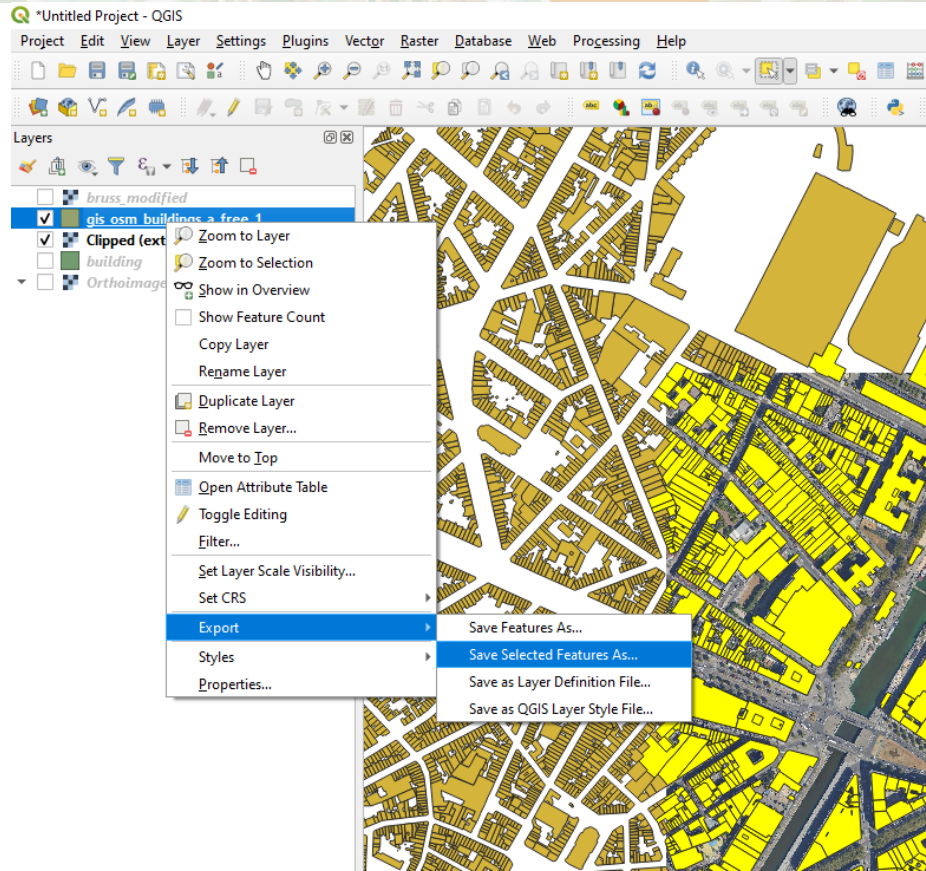 *Untitled Project - QGIS
Project Edit View Layer Settings Plugins Vector Raster Database Web Processing Help
abc ab
Layers
bruss_modified
gis_osm_buildings_a_free_1
Clipped (ext
building
Orthoimage
Zoom to Layer
Zoom to Selection
Show in Overview
Show Feature Count
Copy Layer
Rename Layer
Duplicate Layer
Remove Layer...
Move to Top
Open Attribute Table
Toggle Editing
Filter...
Set Layer Scale Visibility...
Set CRS
Export
Styles
Properties...
Save Features As...
Save Selected Features As...
Save as Layer Definition File...
Save as QGIS Layer Style File...